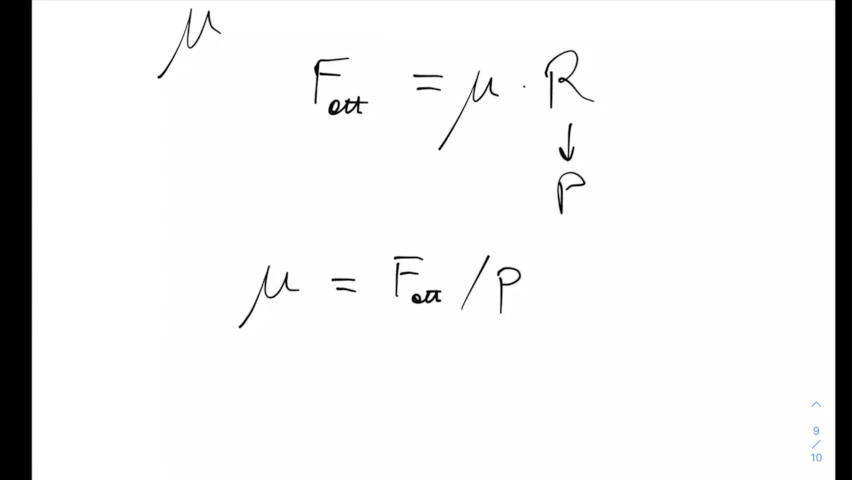 μ
F_att = μ · R
↓
P
μ = F_att / P
^
9
/
10